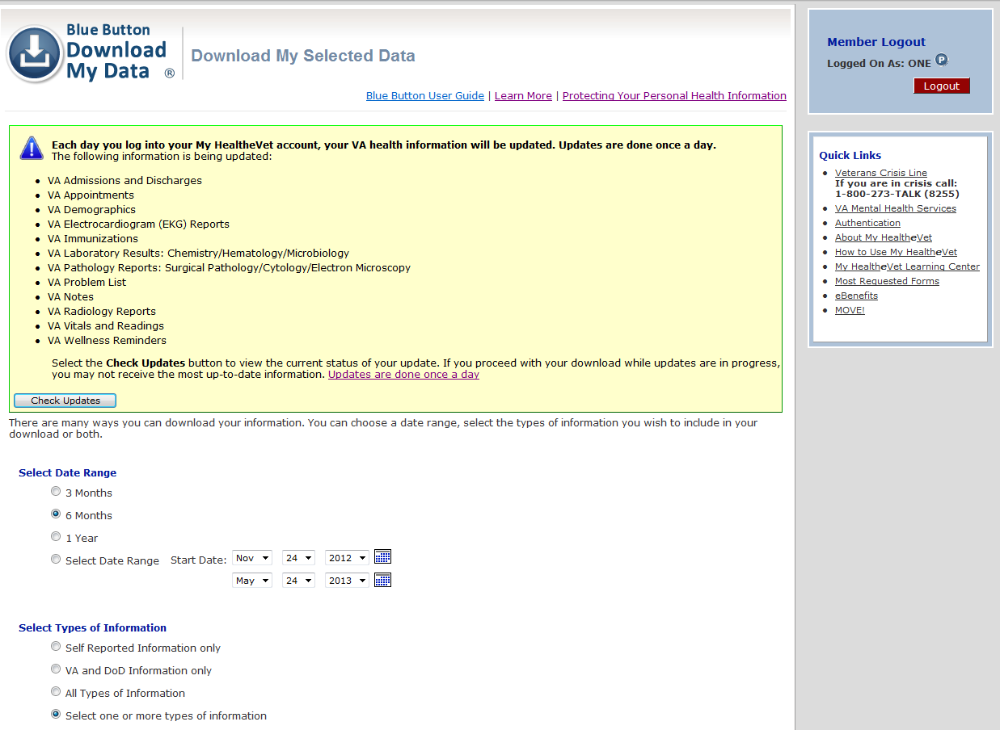 Blue Button
Download
My Data ®
Download My Selected Data
Blue Button User Guide | Learn More | Protecting Your Personal Health Information
Each day you log into your My HealtheVet account, your VA health information will be updated. Updates are done once a day.
The following information is being updated:
VA Admissions and Discharges
VA Appointments
VA Demographics
VA Electrocardiogram (EKG) Reports
VA Immunizations
VA Laboratory Results: Chemistry/Hematology/Microbiology
VA Pathology Reports: Surgical Pathology/Cytology/Electron Microscopy
VA Problem List
VA Notes
VA Radiology Reports
VA Vitals and Readings
VA Wellness Reminders
Select the Check Updates button to view the current status of your update. If you proceed with your download while updates are in progress,
you may not receive the most up-to-date information. Updates are done once a day
Check Updates
There are many ways you can download your information. You can choose a date range, select the types of information you wish to include in your
download or both.
Select Date Range
3 Months
6 Months
1 Year
Select Date Range Start Date: Nov 24 2012
May 24 2013
Select Types of Information
Self Reported Information only
VA and DoD Information only
All Types of Information
Select one or more types of information
Member Logout
Logged On As: ONE P
Logout
Quick Links
Veterans Crisis Line
If you are in crisis call:
1-800-273-TALK (8255)
VA Mental Health Services
Authentication
About My HealtheVet
How to Use My HealtheVet
My HealtheVet Learning Center
Most Requested Forms
eBenefits
MOVE!